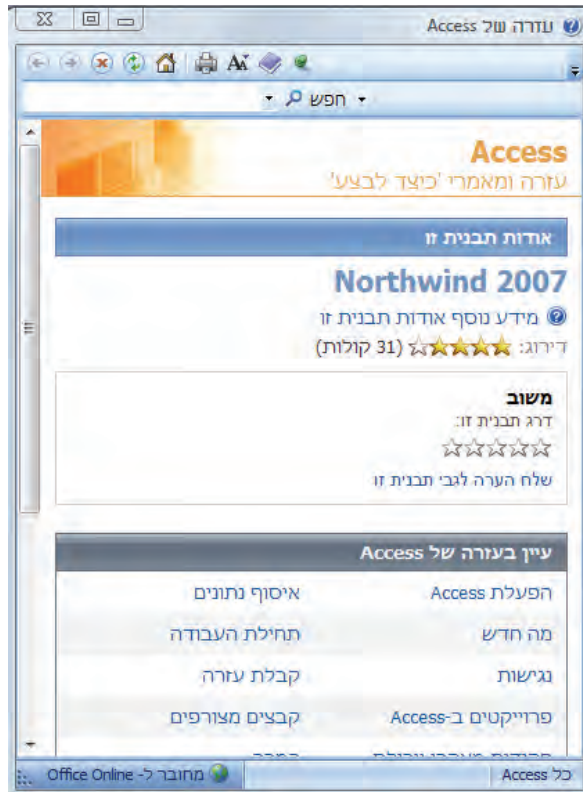 עזרה של Access
חפש
Access
עזרה ומאמרי 'כיצד לבצע'
אודות תבנית זו
Northwind 2007
מידע נוסף אודות תבנית זו
דירוג: (31 קולות)
משוב
דרג תבנית זו:
שלח הערה לגבי תבנית זו
עיין בעזרה של Access
הפעלת Access איסוף נתונים
מה חדש תחילת העבודה
נגישות קבלת עזרה
פרוייקטים ב-Access קבצים מצורפים
כל Access מחובר ל- Office Online